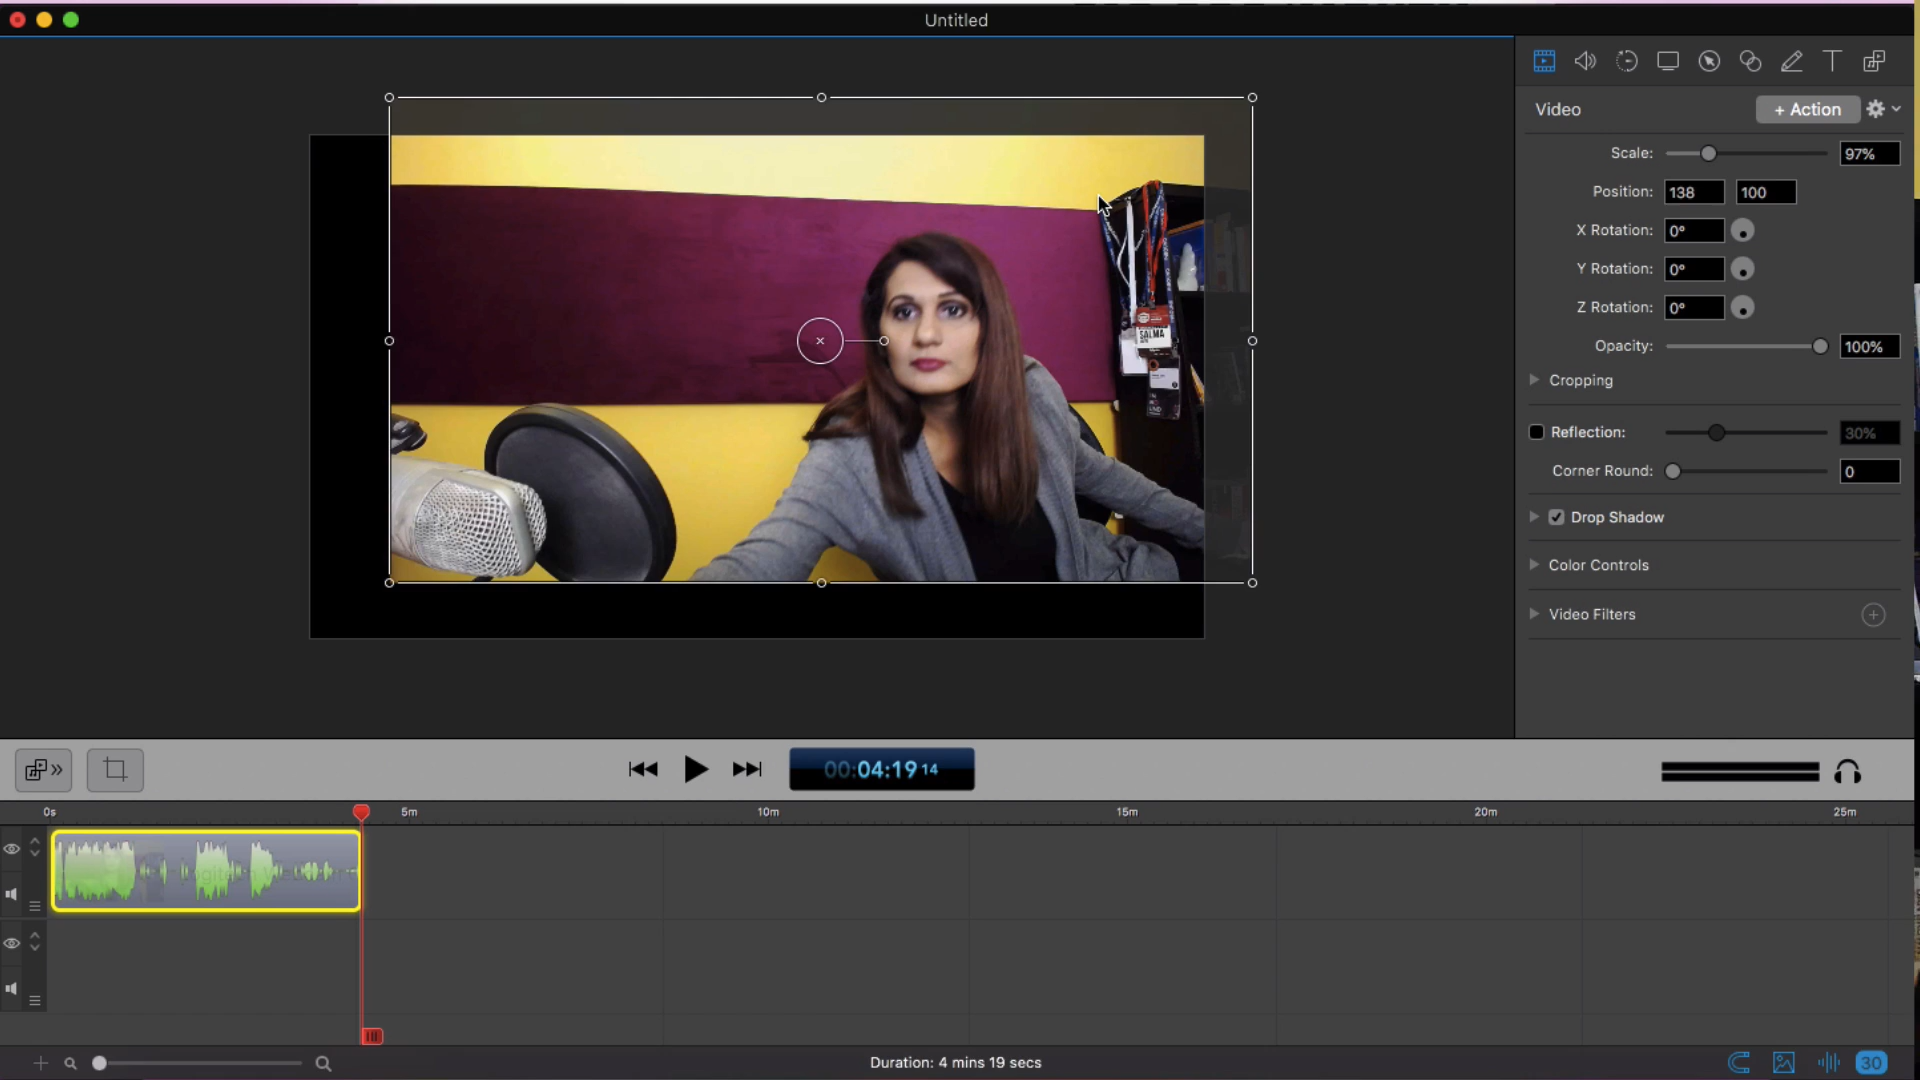 Untitled
Video
+ Action
Scale: 97%
Position: 138 100
X Rotation: 0°
Y Rotation: 0°
Z Rotation: 0°
Opacity: 100%
Cropping
Reflection: 30%
Corner Round: 0
Drop Shadow
Color Controls
Video Filters
SALMA
00:04:19 14
0s 5m 10m 15m 20m 25m
Duration: 4 mins 19 secs
30